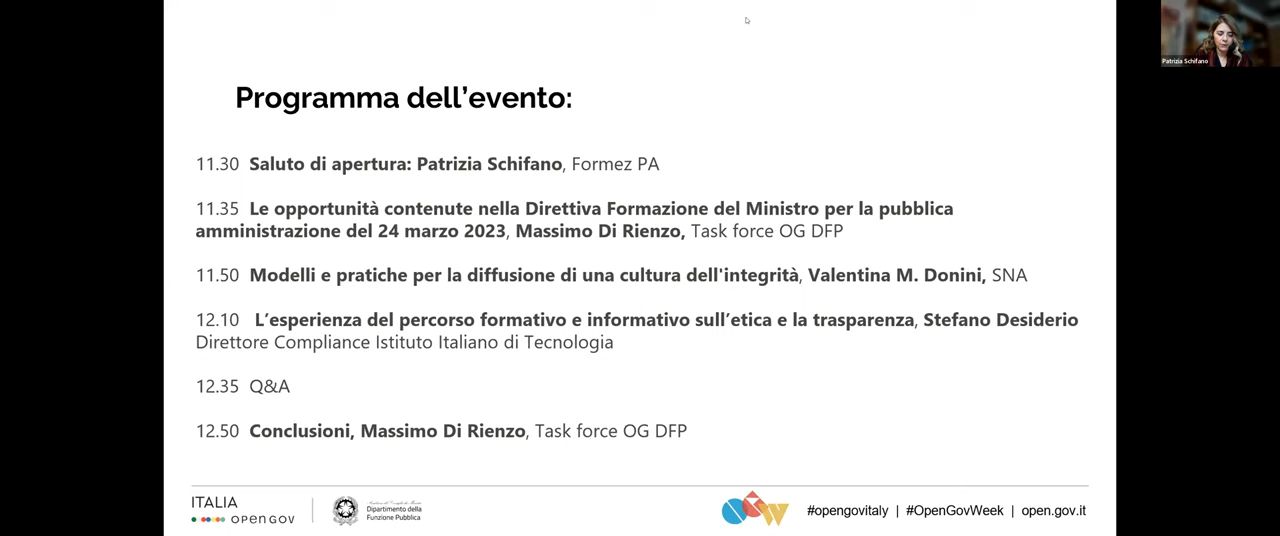 Patrizia Schifano
Programma dell’evento:
11.30 Saluto di apertura: Patrizia Schifano, Formez PA
11.35 Le opportunità contenute nella Direttiva Formazione del Ministro per la pubblica
amministrazione del 24 marzo 2023, Massimo Di Rienzo, Task force OG DFP
11.50 Modelli e pratiche per la diffusione di una cultura dell'integrità, Valentina M. Donini, SNA
12.10 L’esperienza del percorso formativo e informativo sull’etica e la trasparenza, Stefano Desiderio
Direttore Compliance Istituto Italiano di Tecnologia
12.35 Q&A
12.50 Conclusioni, Massimo Di Rienzo, Task force OG DFP
ITALIA
OPEN GOV
Dipartimento della
Funzione Pubblica
OGW
#opengovitaly | #OpenGovWeek | open.gov.it